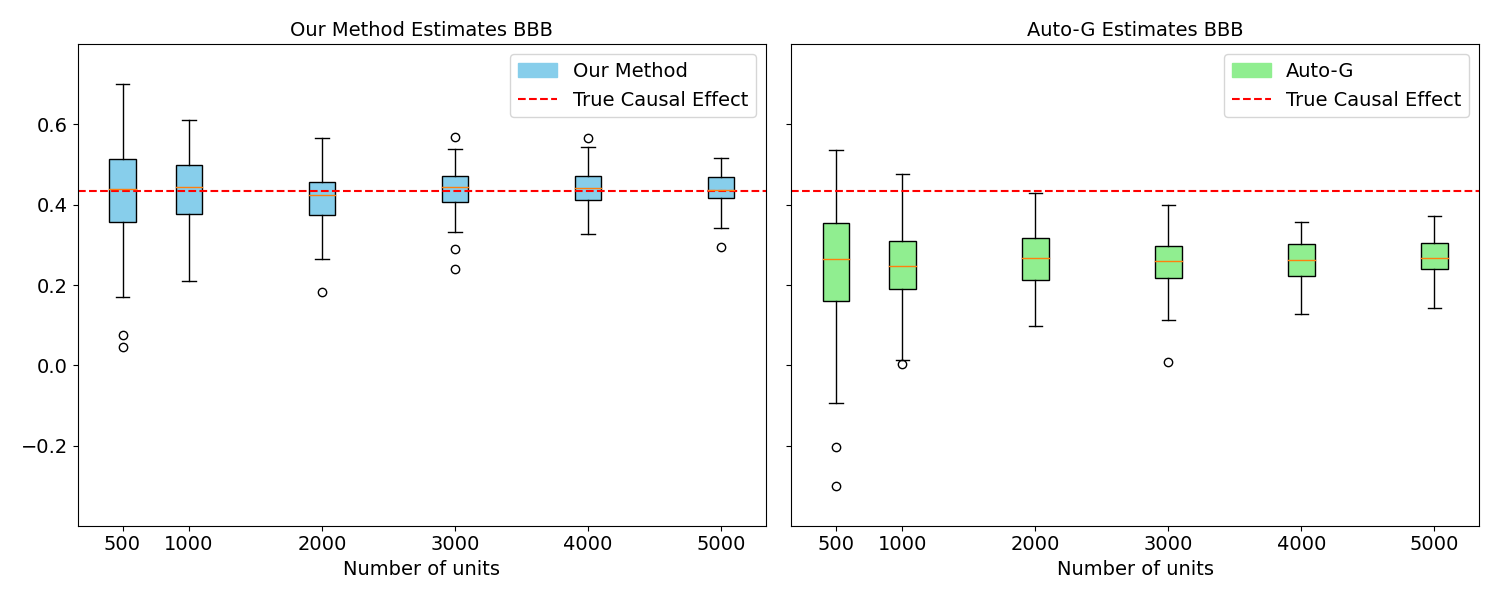 Our Method Estimates BBB
Our Method
True Causal Effect
0.6
0.4
0.2
0.0
−0.2
500 1000 2000 3000 4000 5000
Number of units
Auto-G Estimates BBB
Auto-G
True Causal Effect
500 1000 2000 3000 4000 5000
Number of units